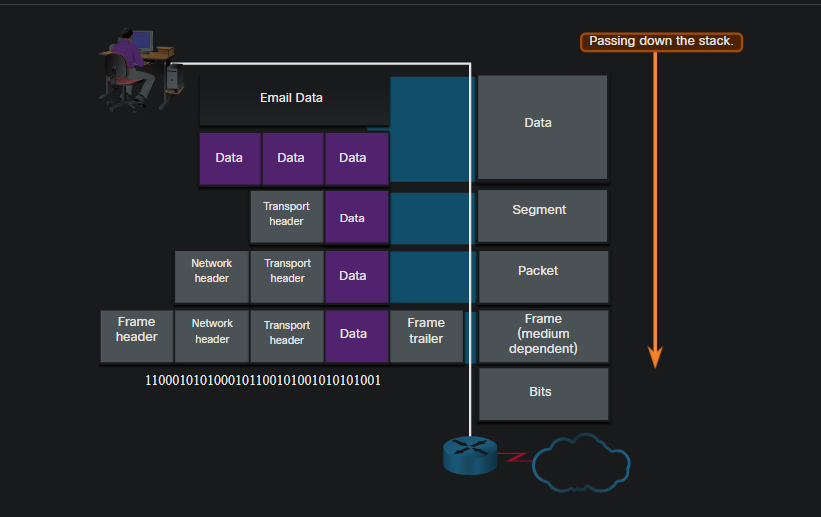 Passing down the stack.
Email Data
Data
Data
Data
Data
Transport
header
Data
Segment
Network
header
Transport
header
Data
Packet
Frame
header
Network
header
Transport
header
Data
Frame
trailer
Frame
(medium
dependent)
1100010101000101100101001010101001
Bits